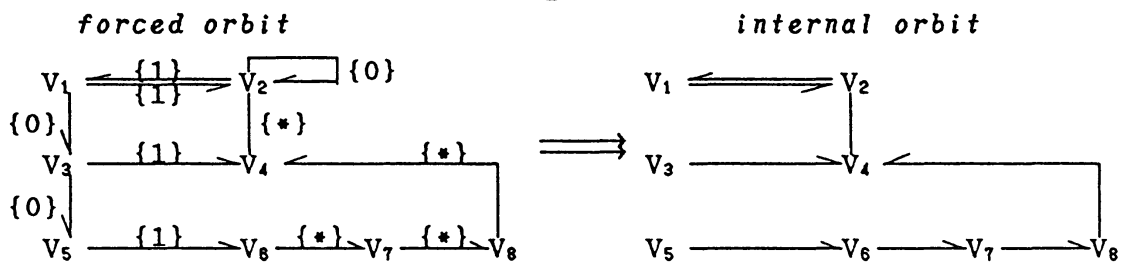 forced orbit internal orbit
V₁ {1} {1} V₂ {0} V₁ V₂
{0} {*}
V₃ {1} V₄ {*} V₃ V₄
{0}
V₅ {1} V₆ {*} V₇ {*} V₈ V₅ V₆ V₇ V₈